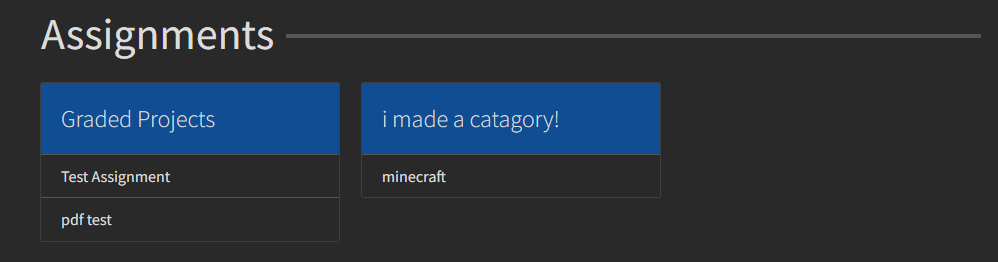 Assignments
Graded Projects
Test Assignment
pdf test
i made a catagory!
minecraft